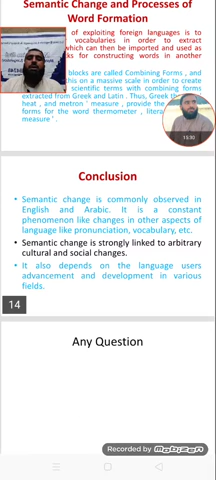 Semantic Change and Processes of
Word Formation
of exploiting foreign languages is to
vocabularies in order to extract
which can then be imported and used as
ks for constructing words in another
blocks are called Combining Forms , and
this on a massive scale in order to create
scientific terms with combining forms
extracted from Greek and Latin . Thus, Greek
heat , and metron ' measure , provide the
forms for the word thermometer ,
measure ' .
15:30
Conclusion
• Semantic change is commonly observed in
English and Arabic. It is a constant
phenomenon like changes in other aspects of
language like pronunciation, vocabulary, etc.
• Semantic change is strongly linked to arbitrary
cultural and social changes.
• It also depends on the language users
advancement and development in various
fields.
14
Any Question
Recorded by
Mobizen